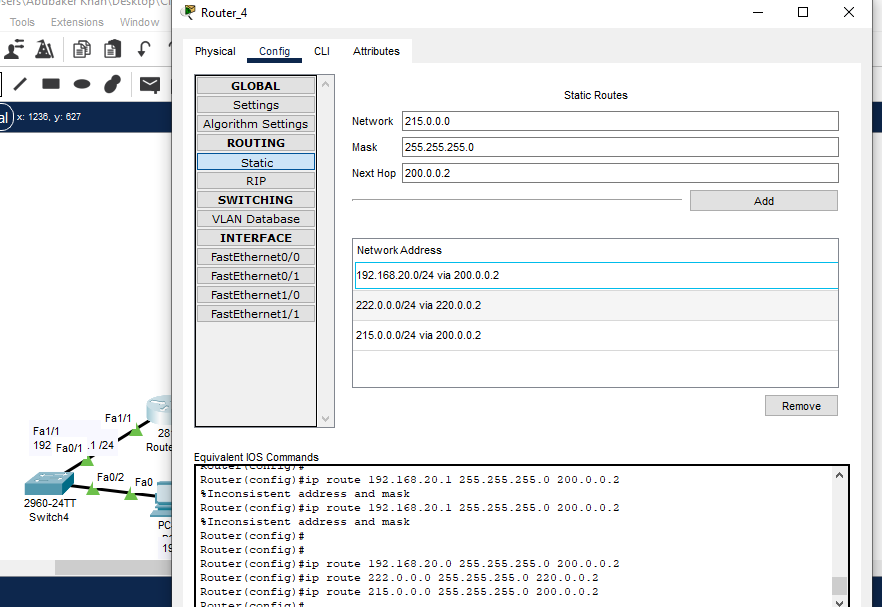 Users\Abubaker Khan\Desktop\C
Router_4
Tools Extensions Window
Physical Config CLI Attributes
x: 1236, y: 627
GLOBAL
Settings
Algorithm Settings
ROUTING
Static
RIP
SWITCHING
VLAN Database
INTERFACE
FastEthernet0/0
FastEthernet0/1
FastEthernet1/0
FastEthernet1/1
Static Routes
Network 215.0.0.0
Mask 255.255.255.0
Next Hop 200.0.0.2
Add
Network Address
192.168.20.0/24 via 200.0.0.2
222.0.0.0/24 via 220.0.0.2
215.0.0.0/24 via 200.0.0.2
Remove
Fa1/1
Fa1/1
192 Fa0/1 .1 /24
28
Route
Fa0/2 Fa0
2960-24TT
Switch4
PC
19
Equivalent IOS Commands
Router(config)#
Router(config)#ip route 192.168.20.1 255.255.255.0 200.0.0.2
%Inconsistent address and mask
Router(config)#ip route 192.168.20.1 255.255.255.0 200.0.0.2
%Inconsistent address and mask
Router(config)#
Router(config)#
Router(config)#ip route 192.168.20.0 255.255.255.0 200.0.0.2
Router(config)#ip route 222.0.0.0 255.255.255.0 220.0.0.2
Router(config)#ip route 215.0.0.0 255.255.255.0 200.0.0.2
Router(config)#